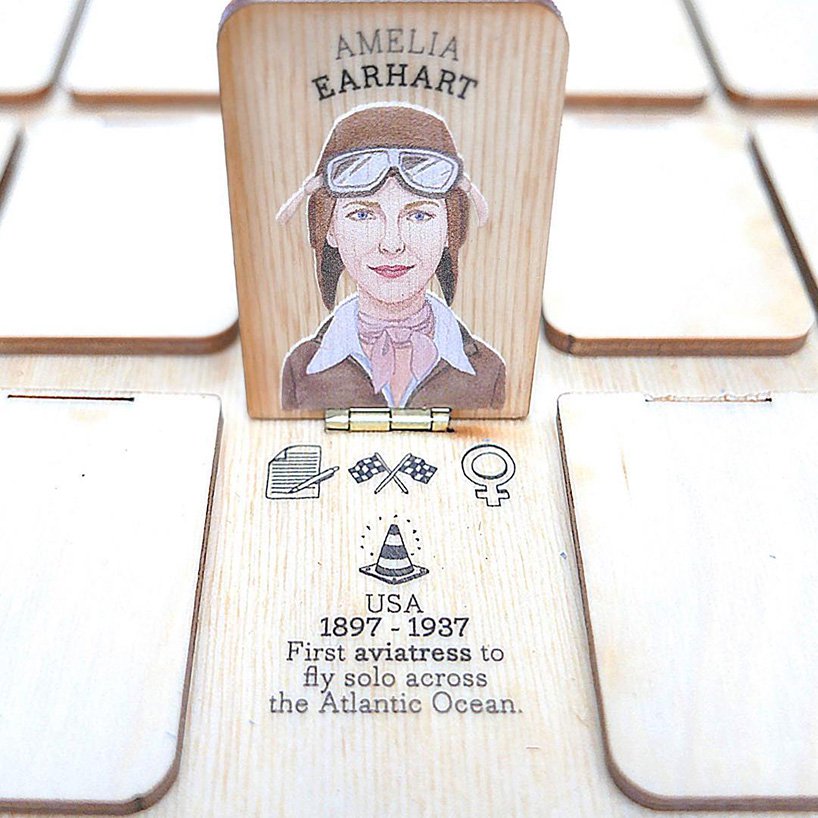 AMELIA
EARHART
USA
1897 - 1937
First aviatress to
fly solo across
the Atlantic Ocean.